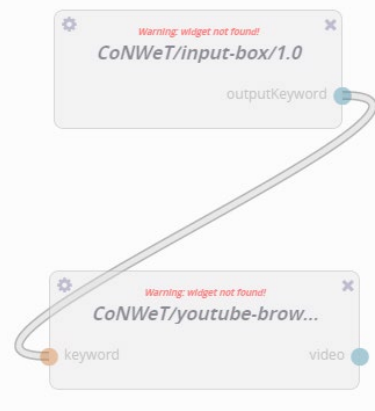 Warning: widget not found!
CoNWeT/input-box/1.0
outputKeyword
Warning: widget not found!
CoNWeT/youtube-brow...
keyword video